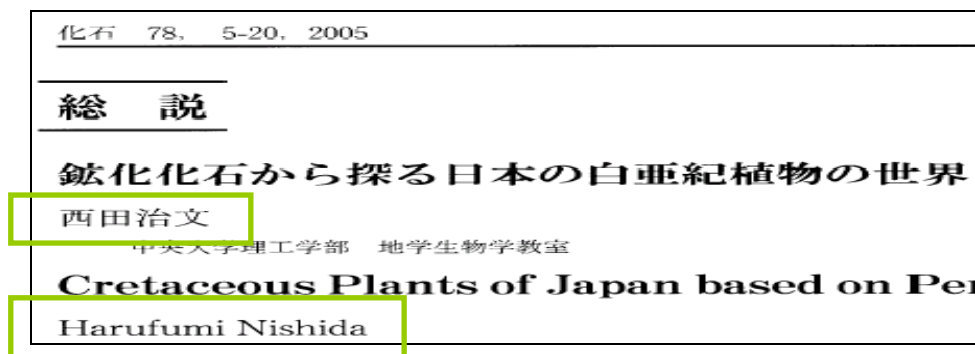 化石 78, 5-20, 2005
総 説
鉱化化石から探る日本の白亜紀植物の世界
西田治文
中央大学理工学部 地学生物学教室
Cretaceous Plants of Japan based on
Harufumi Nishida